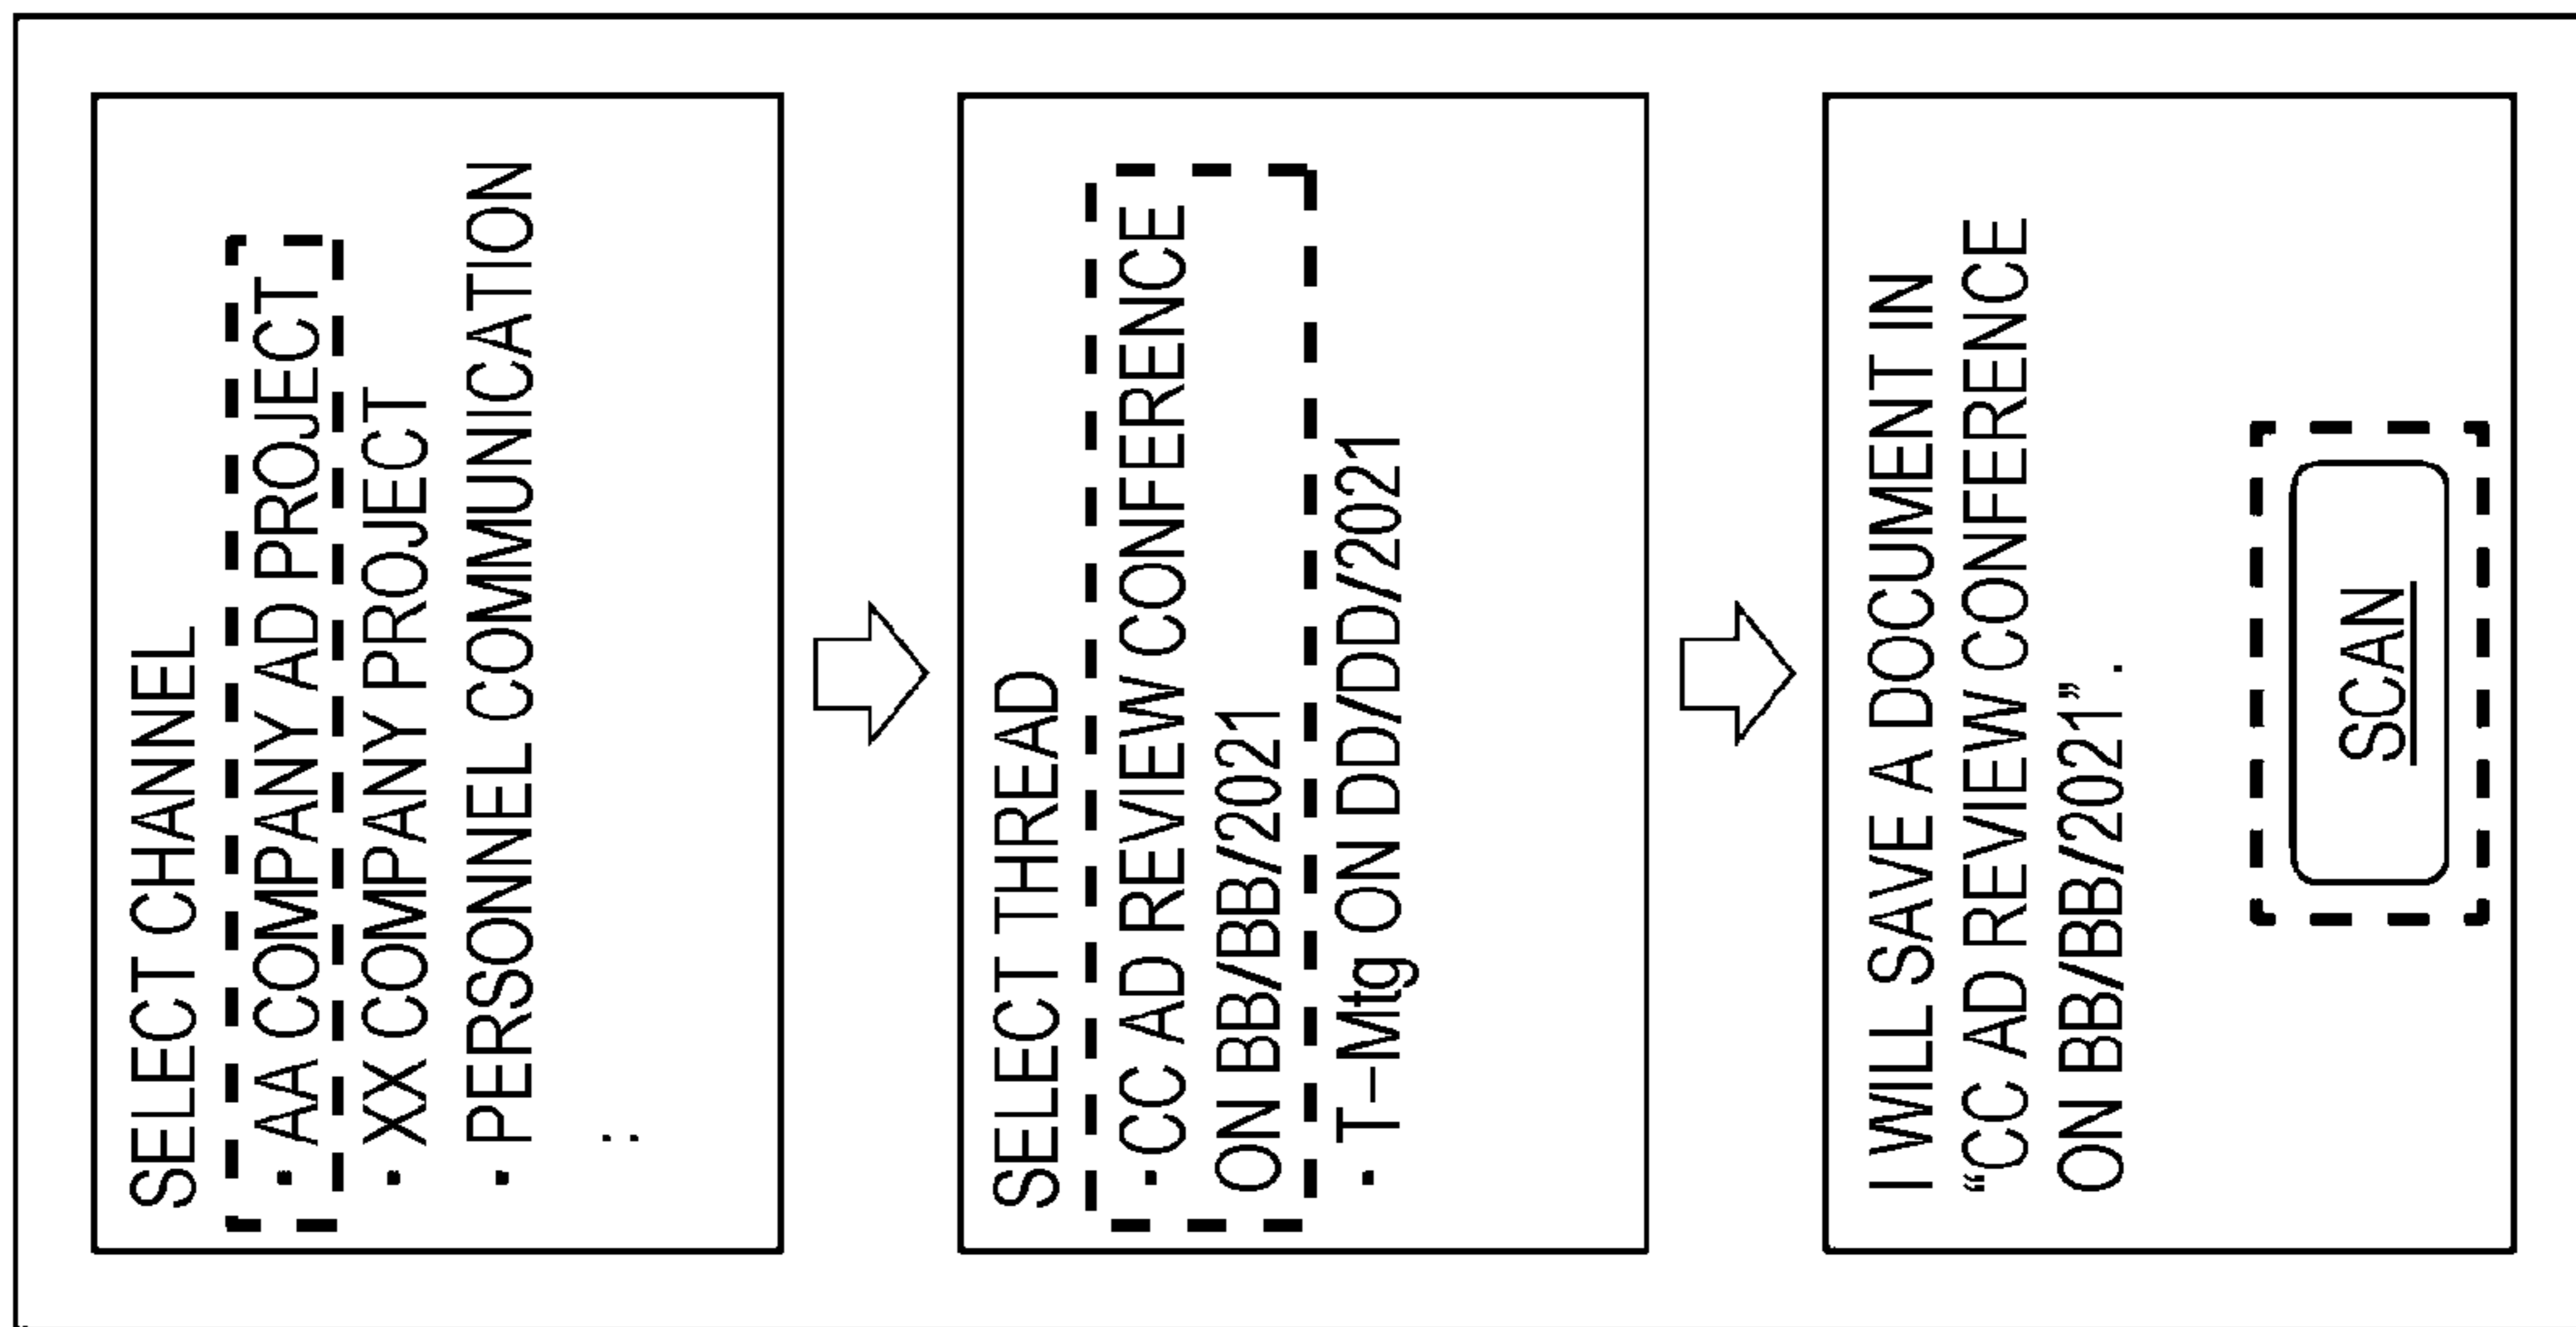 SELECT CHANNEL
・AA COMPANY AD PROJECT
・XX COMPANY PROJECT
・PERSONNEL COMMUNICATION
:
SELECT THREAD
・CC AD REVIEW CONFERENCE
ON BB/BB/2021
・T–Mtg ON DD/DD/2021
I WILL SAVE A DOCUMENT IN
“CC AD REVIEW CONFERENCE
ON BB/BB/2021”.
SCAN